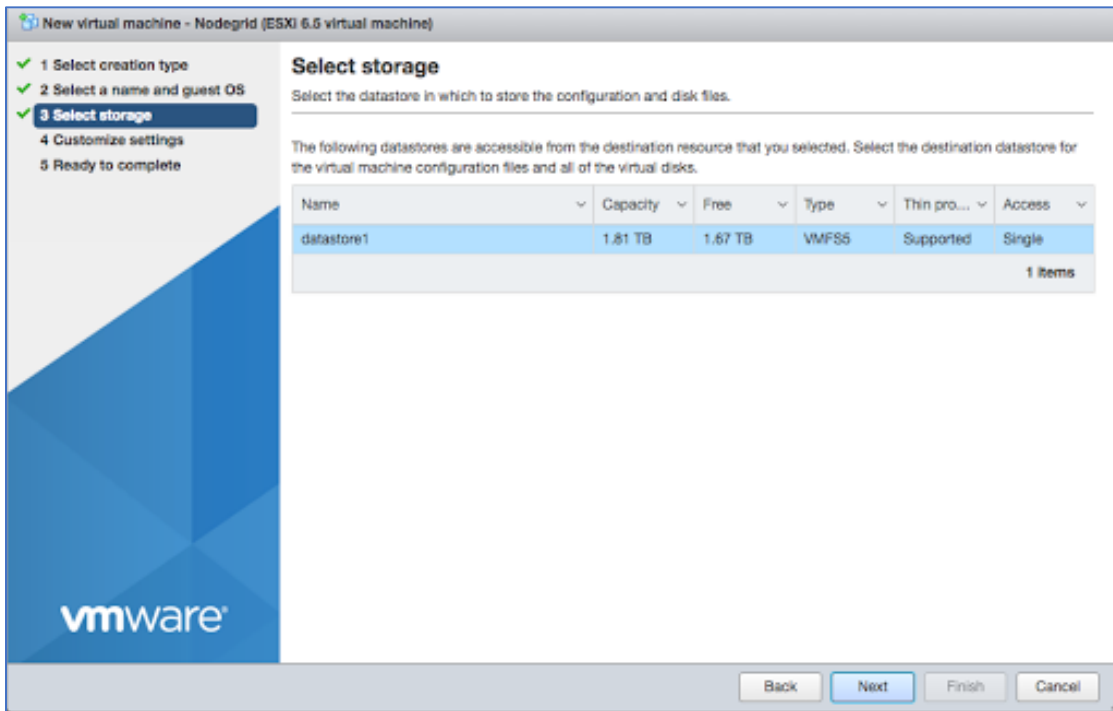 New virtual machine - Nodegrid (ESXi 6.5 virtual machine)
1 Select creation type
2 Select a name and guest OS
3 Select storage
4 Customize settings
5 Ready to complete
Select storage
Select the datastore in which to store the configuration and disk files.
The following datastores are accessible from the destination resource that you selected. Select the destination datastore for
the virtual machine configuration files and all of the virtual disks.
Name Capacity Free Type Thin pro... Access
datastore1 1.81 TB 1.67 TB VMFS5 Supported Single
1 items
vmware
Back Next Finish Cancel